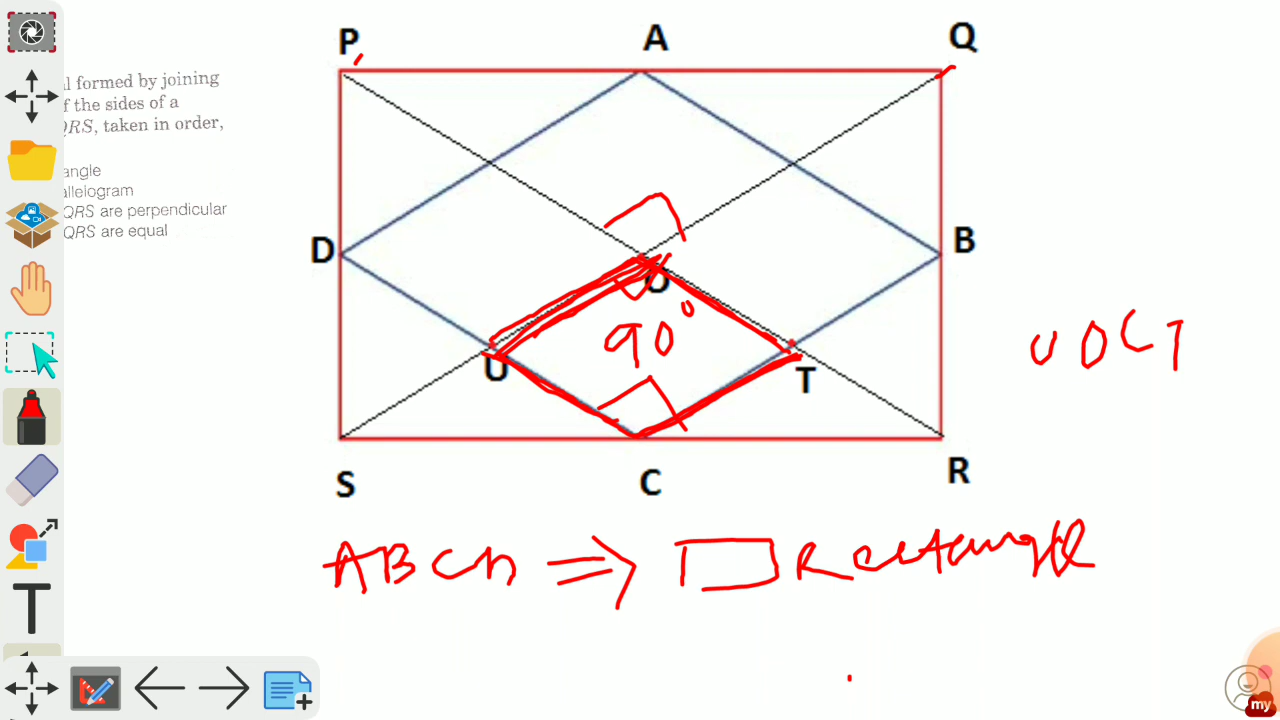 P A Q
l formed by joining
f the sides of a
QRS, taken in order,
angle
allelogram
QRS are perpendicular
QRS are equal
D B
O
90°
U T
UOCT
S C R
ABCD ⇒ Rectangle
T
my